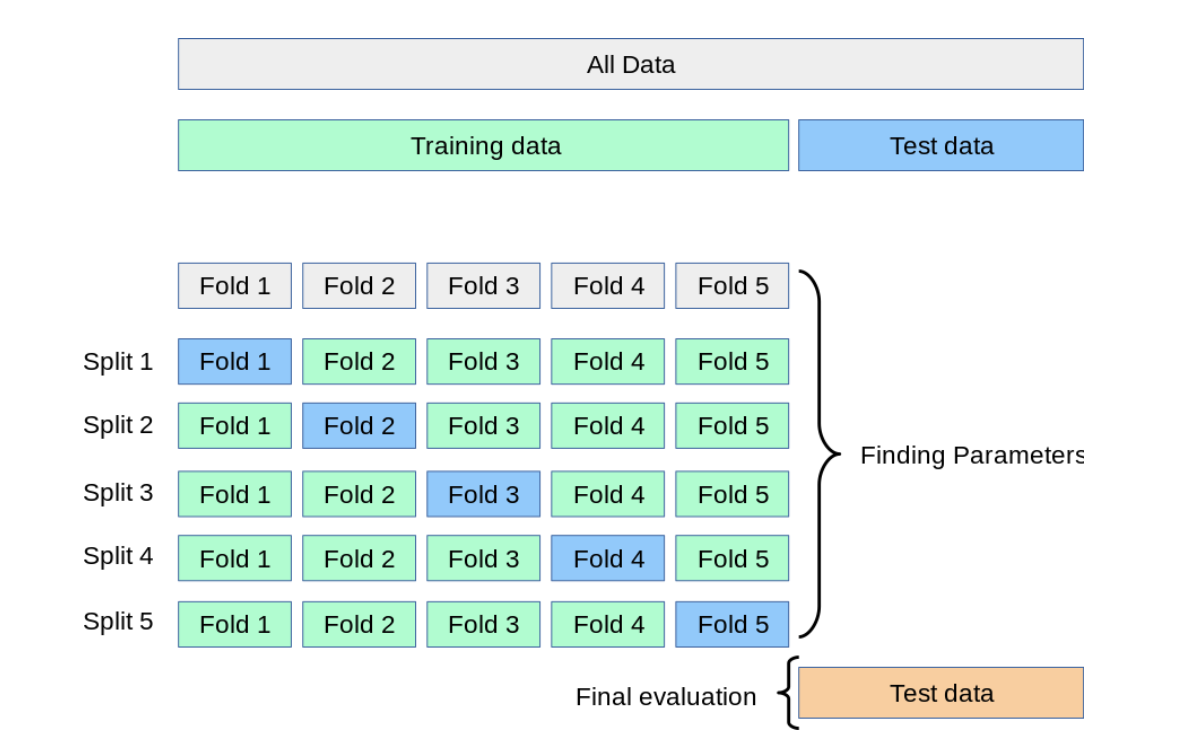 All Data
Training data Test data
Fold 1 Fold 2 Fold 3 Fold 4 Fold 5
Split 1 Fold 1 Fold 2 Fold 3 Fold 4 Fold 5
Split 2 Fold 1 Fold 2 Fold 3 Fold 4 Fold 5
Finding Parameters
Split 3 Fold 1 Fold 2 Fold 3 Fold 4 Fold 5
Split 4 Fold 1 Fold 2 Fold 3 Fold 4 Fold 5
Split 5 Fold 1 Fold 2 Fold 3 Fold 4 Fold 5
Final evaluation Test data